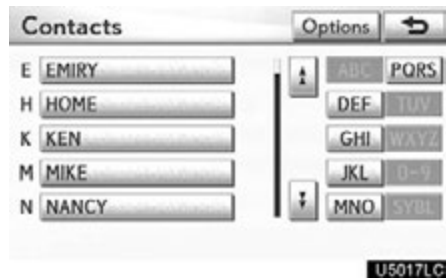 Contacts Options
E EMIRY ABC PQRS
H HOME DEF TUV
K KEN GHI WXYZ
M MIKE JKL 0-9
N NANCY MNO SYBL
U5017LC